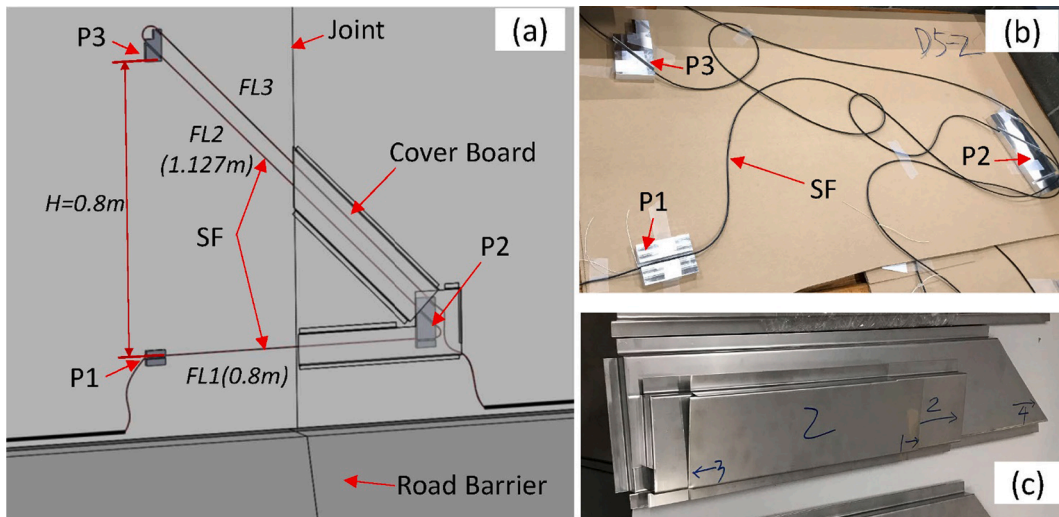 (a)
P3
Joint
FL3
FL2
(1.127m)
Cover Board
H=0.8m
SF
P2
P1
FL1(0.8m)
Road Barrier
(b)
D5-2
P3
P2
SF
P1
2
2
1
4
3
(c)